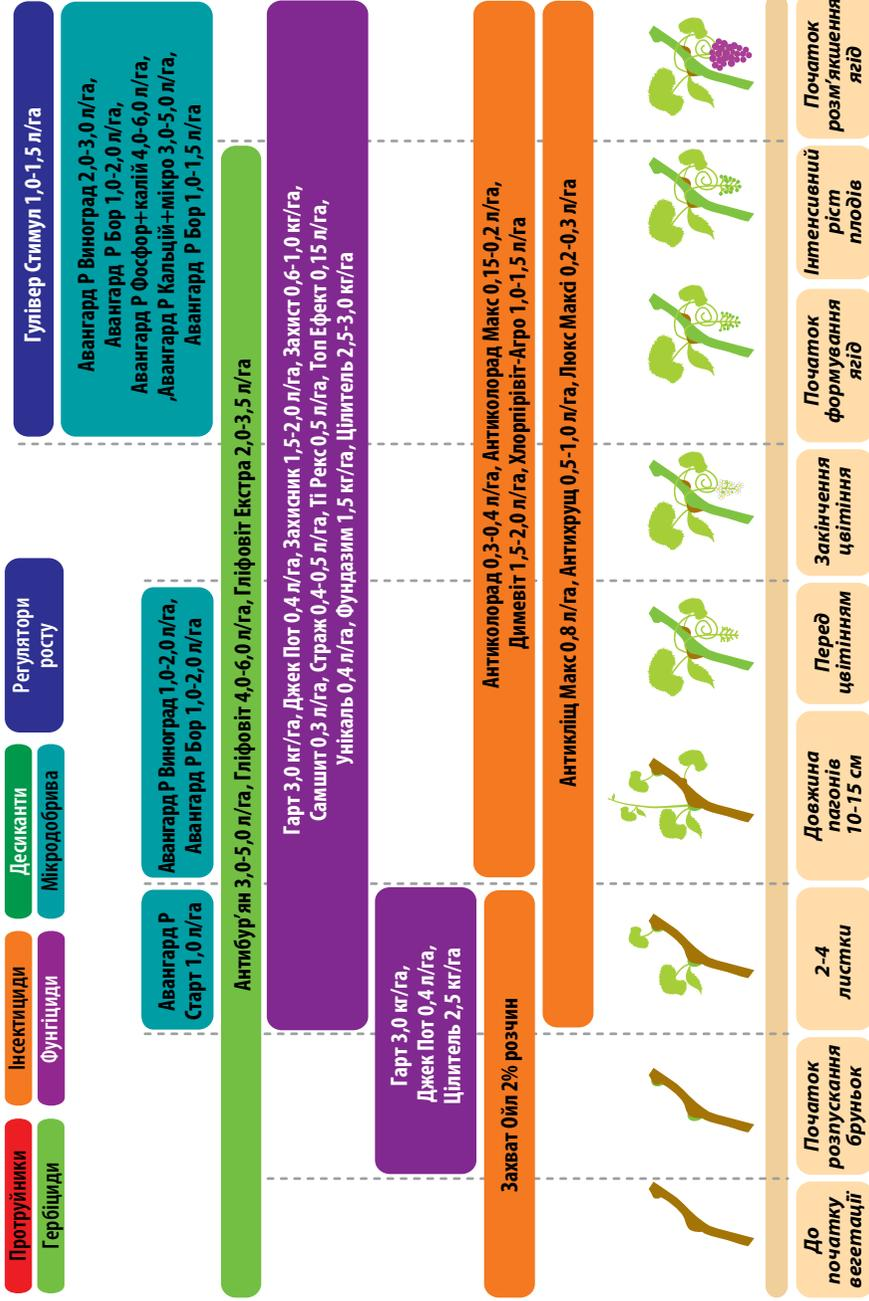 Протруйники
Інсектициди
Десиканти
Регулятори
росту
Гербіциди
Фунгіциди
Мікродобрива
Гулівер Стимул 1,0-1,5 л/га
Авангард Р Виноград 2,0-3,0 л/га,
Авангард Р Бор 1,0-2,0 л/га,
Авангард Р Фосфор+калій 4,0-6,0 л/га,
,Авангард Р Кальцій+мікро 3,0-5,0 л/га,
Авангард Р Бор 1,0-1,5 л/га
Авангард Р
Старт 1,0 л/га
Авангард Р Виноград 1,0-2,0 л/га,
Авангард Р Бор 1,0-2,0 л/га
Антибур'ян 3,0-5,0 л/га, Гліфовіт 4,0-6,0 л/га, Гліфовіт Екстра 2,0-3,5 л/га
Гарт 3,0 кг/га, Джек Пот 0,4 л/га, Захисник 1,5-2,0 л/га, Захист 0,6-1,0 кг/га,
Самшит 0,3 л/га, Страж 0,4-0,5 л/га, Ті Рекс 0,5 л/га, Топ Ефект 0,15 л/га,
Унікаль 0,4 л/га, Фундазим 1,5 кг/га, Цілитель 2,5-3,0 кг/га
Гарт 3,0 кг/га,
Джек Пот 0,4 л/га,
Цілитель 2,5 кг/га
Захват Ойл 2% розчин
Антиколорад 0,3-0,4 л/га, Антиколорад Макс 0,15-0,2 л/га,
Димевіт 1,5-2,0 л/га, Хлорпірівіт-Агро 1,0-1,5 л/га
Антикліщ Макс 0,8 л/га, Антихрущ 0,5-1,0 л/га, Люкс Максі 0,2-0,3 л/га
До
початку
вегетації
Початок
розпускання
бруньок
2-4
листки
Довжина
пагонів
10-15 см
Перед
цвітінням
Закінчення
цвітіння
Початок
формування
ягід
Інтенсивний
ріст
плодів
Початок
розм'якшення
ягід